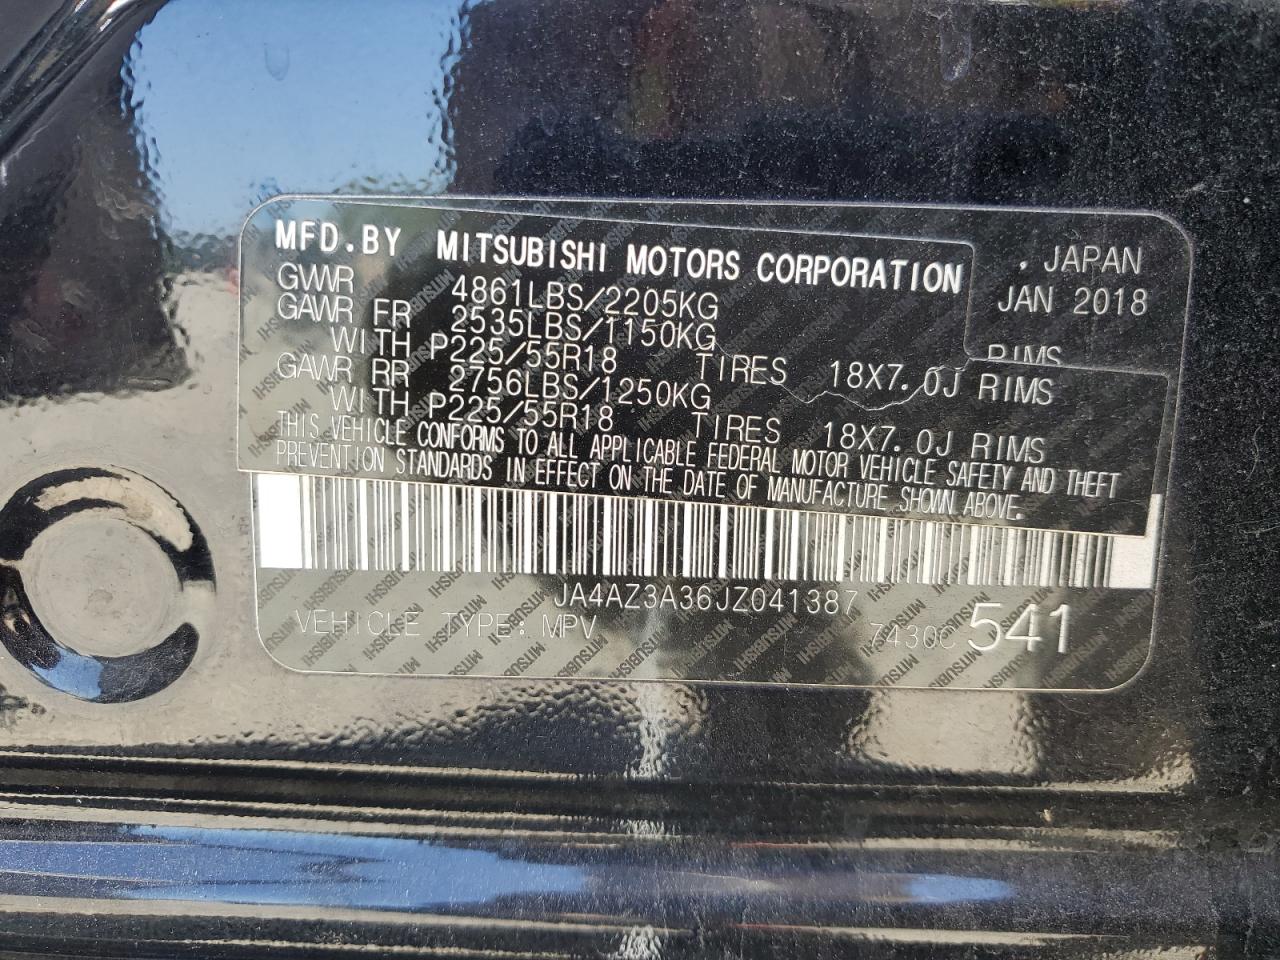 MFD.BY MITSUBISHI MOTORS CORPORATION . JAPAN
GVWR 4861LBS/2205KG JAN 2018
GAWR FR 2535LBS/1150KG
WITH P225/55R18 TIRES 18X7.0J RIMS
RIMS
GAWR RR 2756LBS/1250KG
WITH P225/55R18 TIRES 18X7.0J RIMS
THIS VEHICLE CONFORMS TO ALL APPLICABLE FEDERAL MOTOR VEHICLE SAFETY AND THEFT
PREVENTION STANDARDS IN EFFECT ON THE DATE OF MANUFACTURE SHOWN ABOVE.
JA4AZ3A36JZ041387
VEHICLE TYPE: MPV 7430C 541